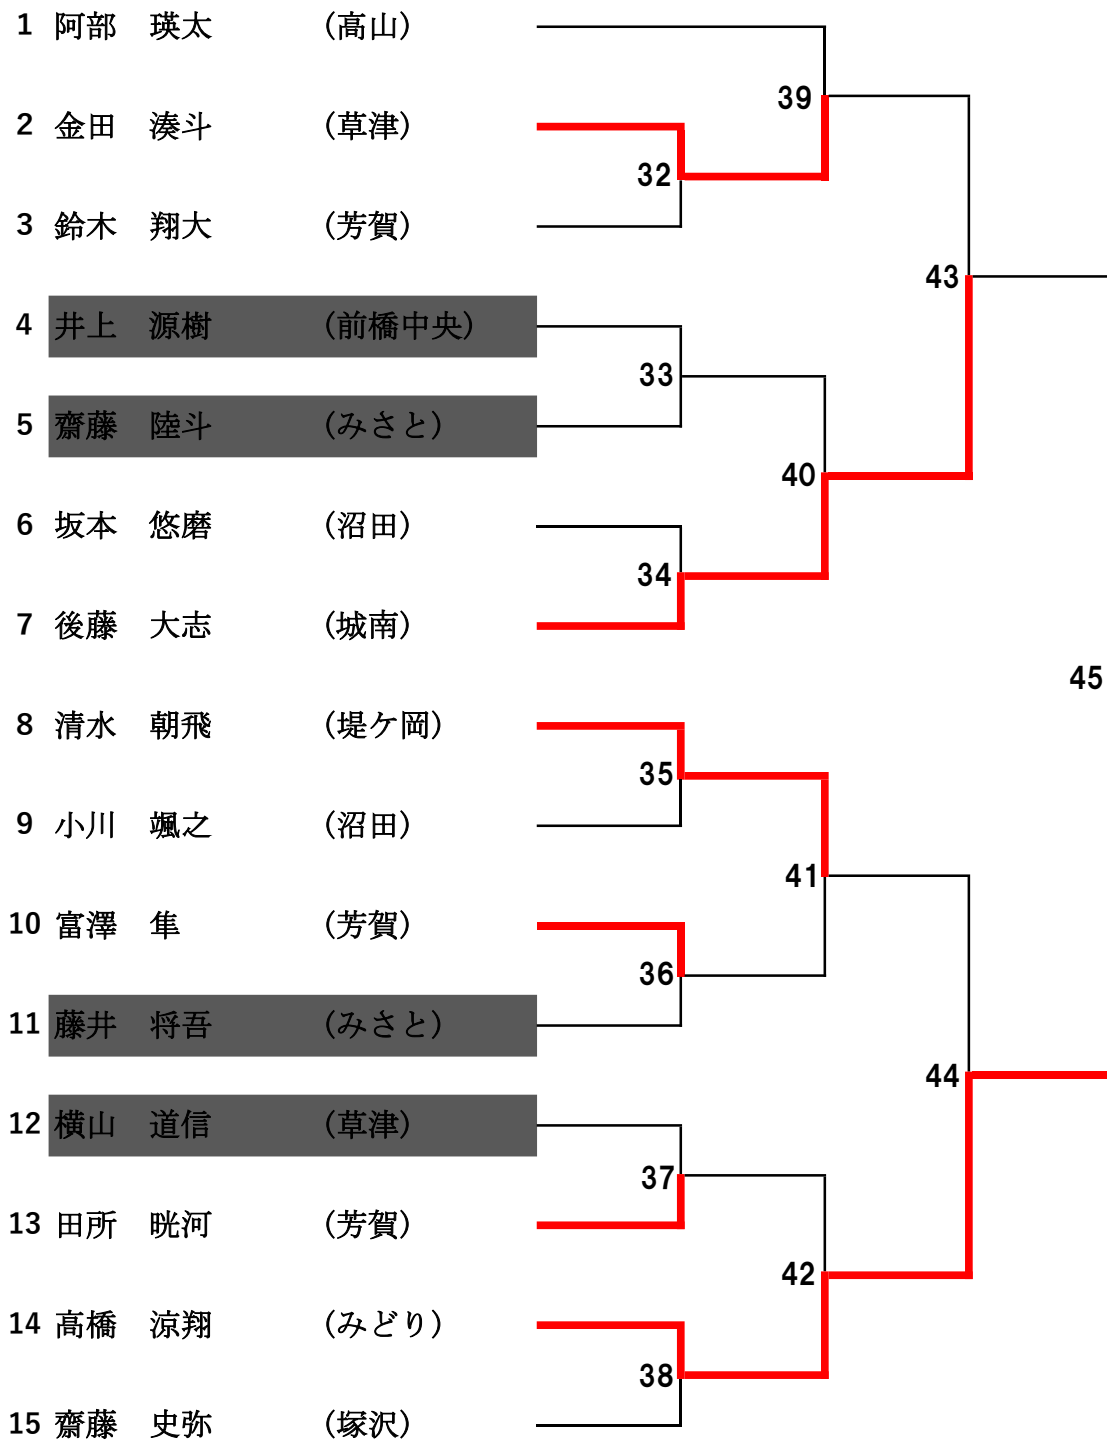 1 阿部 瑛太 (高山)
39
2 金田 湊斗 (草津)
32
3 鈴木 翔大 (芳賀)
43
4 井上 源樹 (前橋中央)
33
5 齋藤 陸斗 (みさと)
40
6 坂本 悠磨 (沼田)
34
7 後藤 大志 (城南)
45
8 清水 朝飛 (堤ケ岡)
35
9 小川 颯之 (沼田)
41
10 富澤 隼 (芳賀)
36
11 藤井 将吾 (みさと)
44
12 横山 道信 (草津)
37
13 田所 晄河 (芳賀)
42
14 高橋 涼翔 (みどり)
38
15 齋藤 史弥 (塚沢)